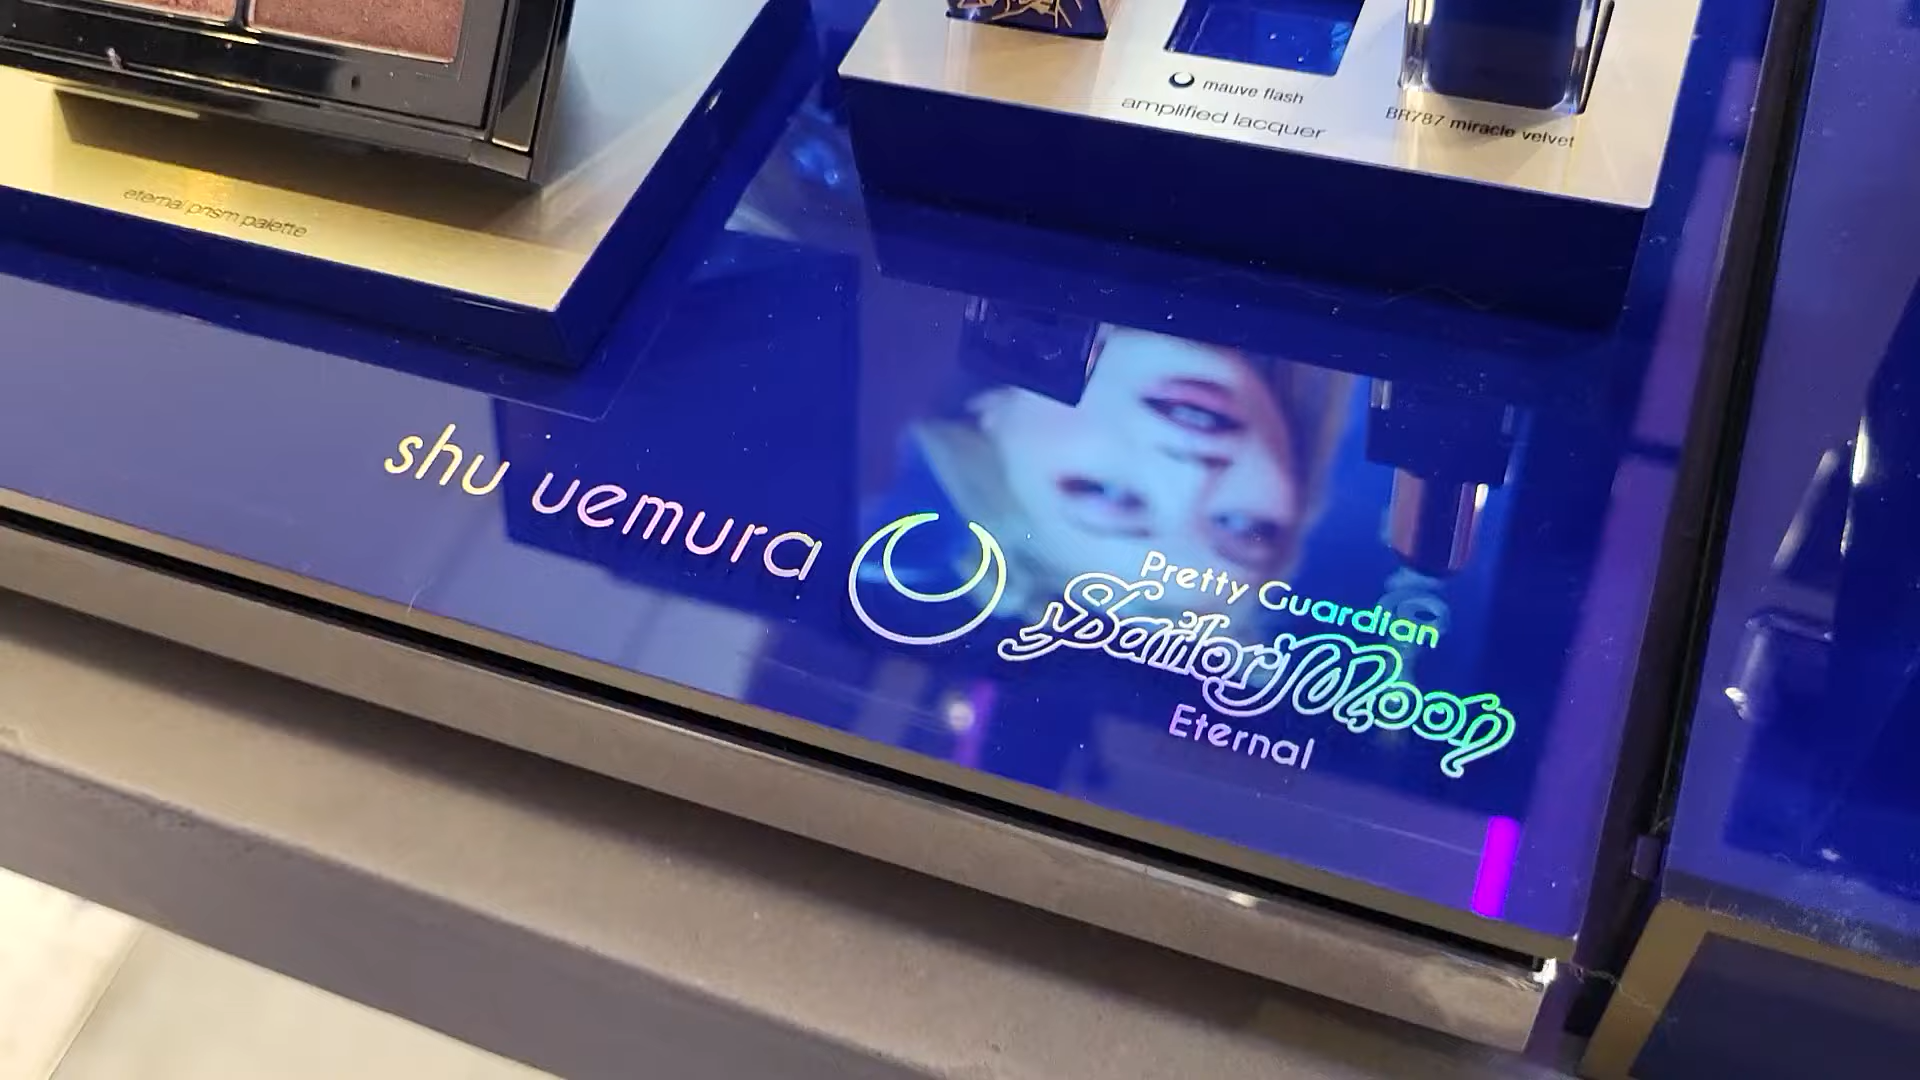 mauve flash
amplified lacquer
BR787 miracle velvet
eternal prism palette
shu uemura
Pretty Guardian
Sailor Moon
Eternal